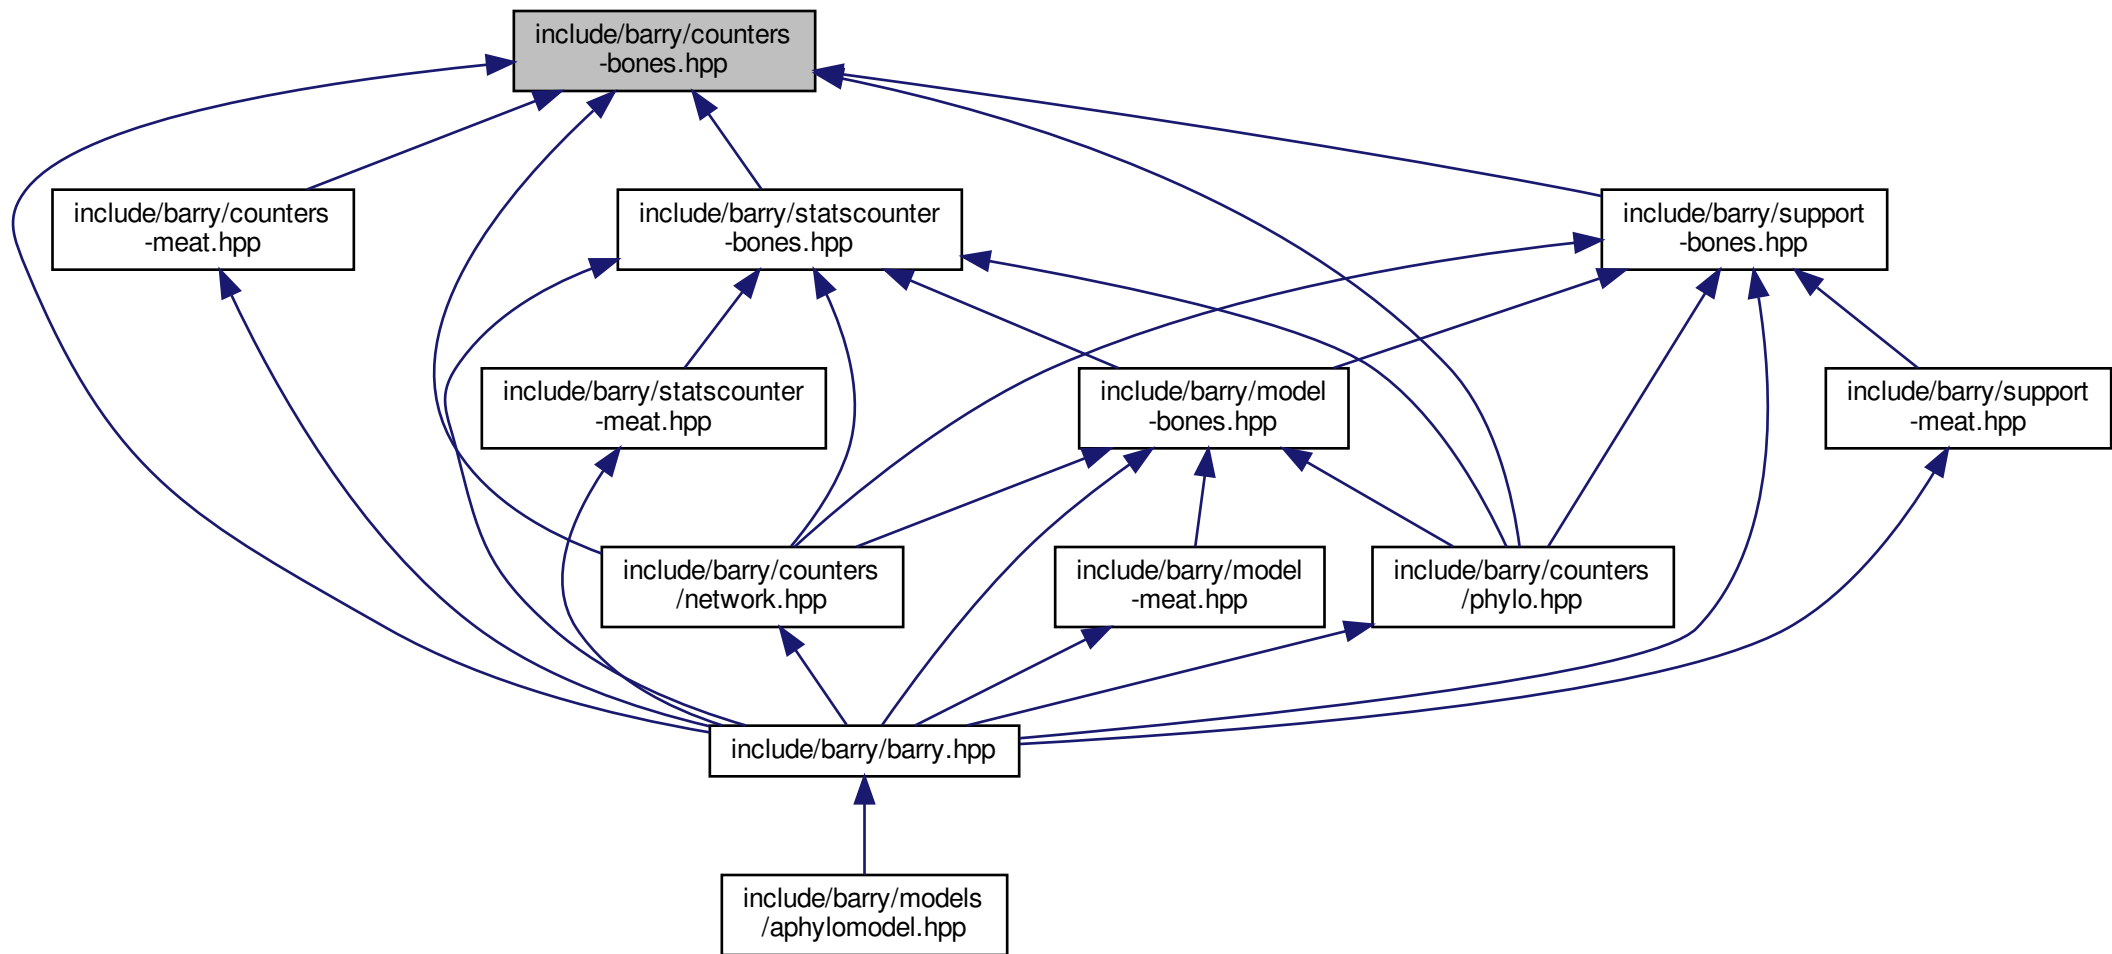 include/barry/counters
-bones.hpp
include/barry/counters
-meat.hpp
include/barry/statscounter
-bones.hpp
include/barry/support
-bones.hpp
include/barry/statscounter
-meat.hpp
include/barry/model
-bones.hpp
include/barry/support
-meat.hpp
include/barry/counters
/network.hpp
include/barry/model
-meat.hpp
include/barry/counters
/phylo.hpp
include/barry/barry.hpp
include/barry/models
/aphylomodel.hpp